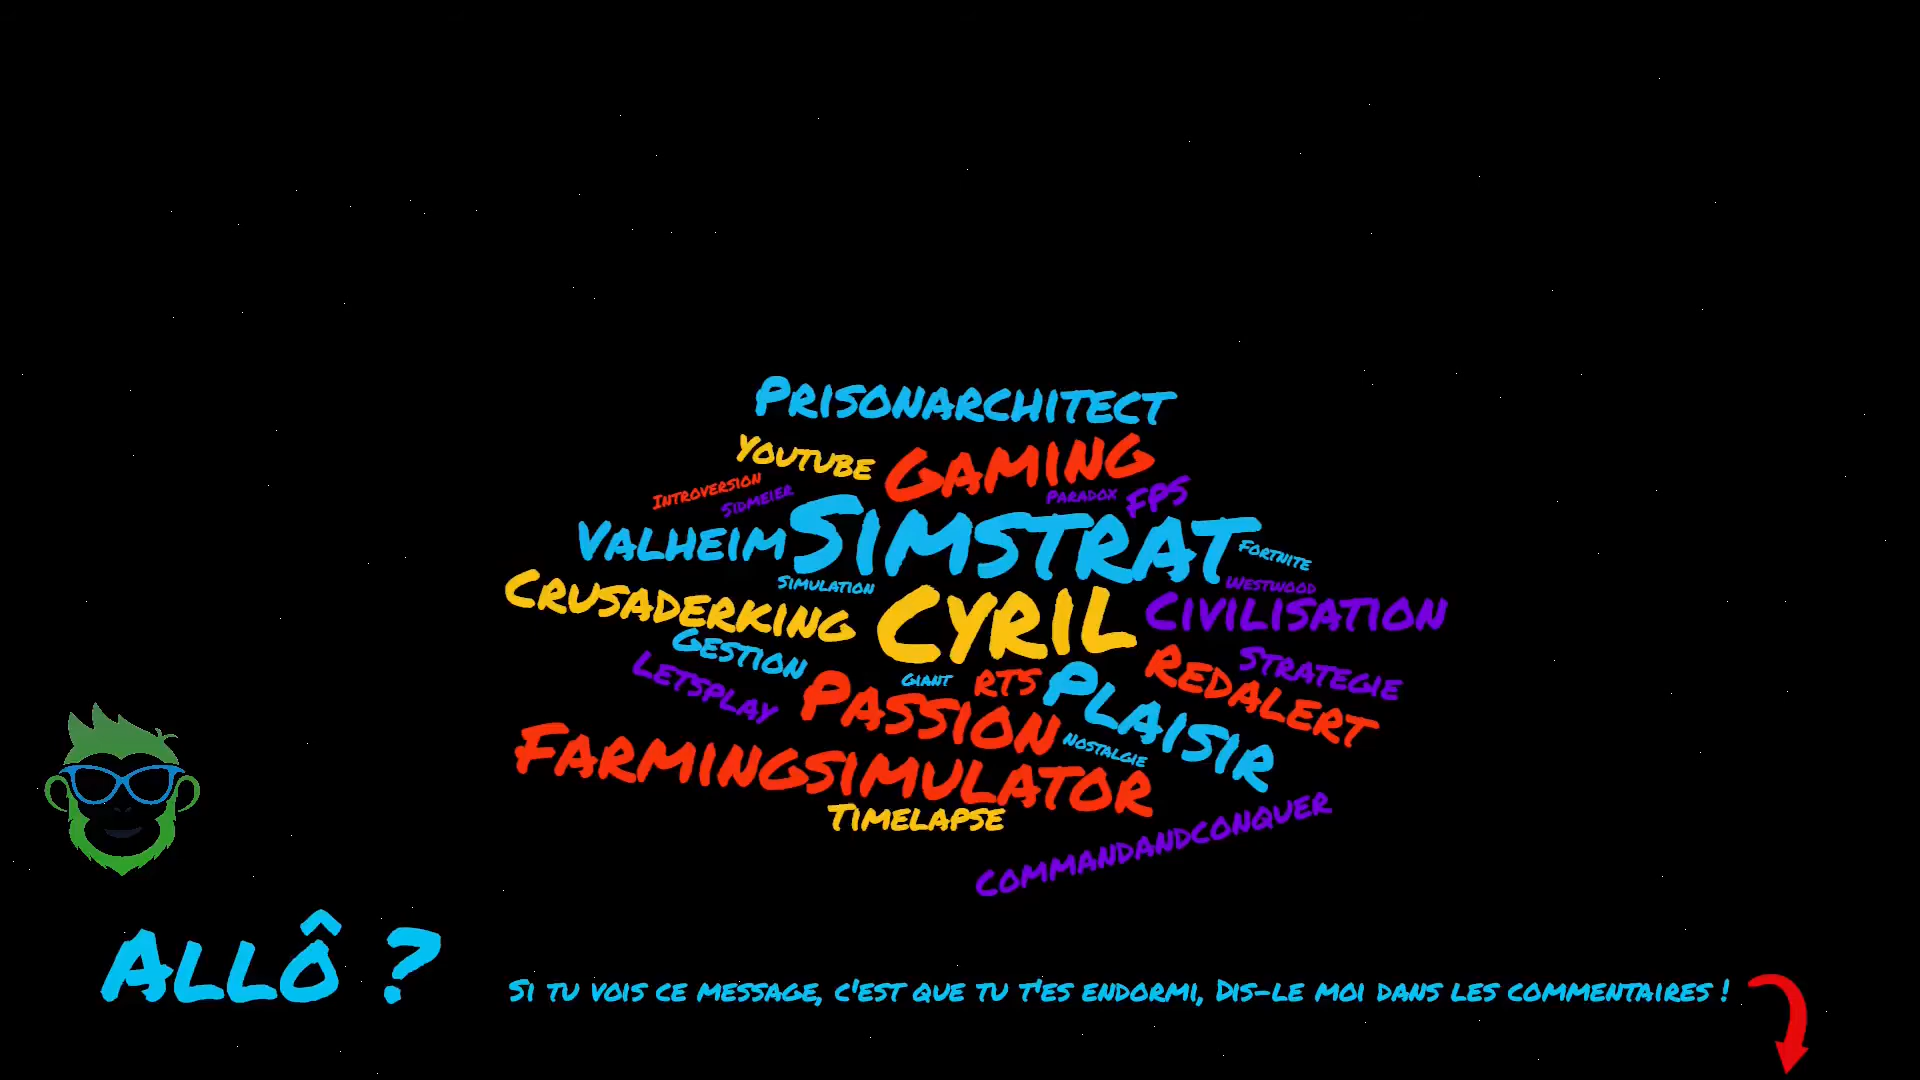 Prisonarchitect
Youtube
Gaming
Introversion
Sidmeier
Paradox
FPS
Valheim
Simstrat
Fortnite
Simulation
Westwood
Crusaderking
Cyril
Civilisation
Gestion
Strategie
Letsplay
Giant
RTS
Plaisir
Redalert
Passion
Nostalgie
Farmingsimulator
Timelapse
Commandandconquer
Allô ?
Si tu vois ce message, c'est que tu t'es endormi, Dis-le moi dans les commentaires !